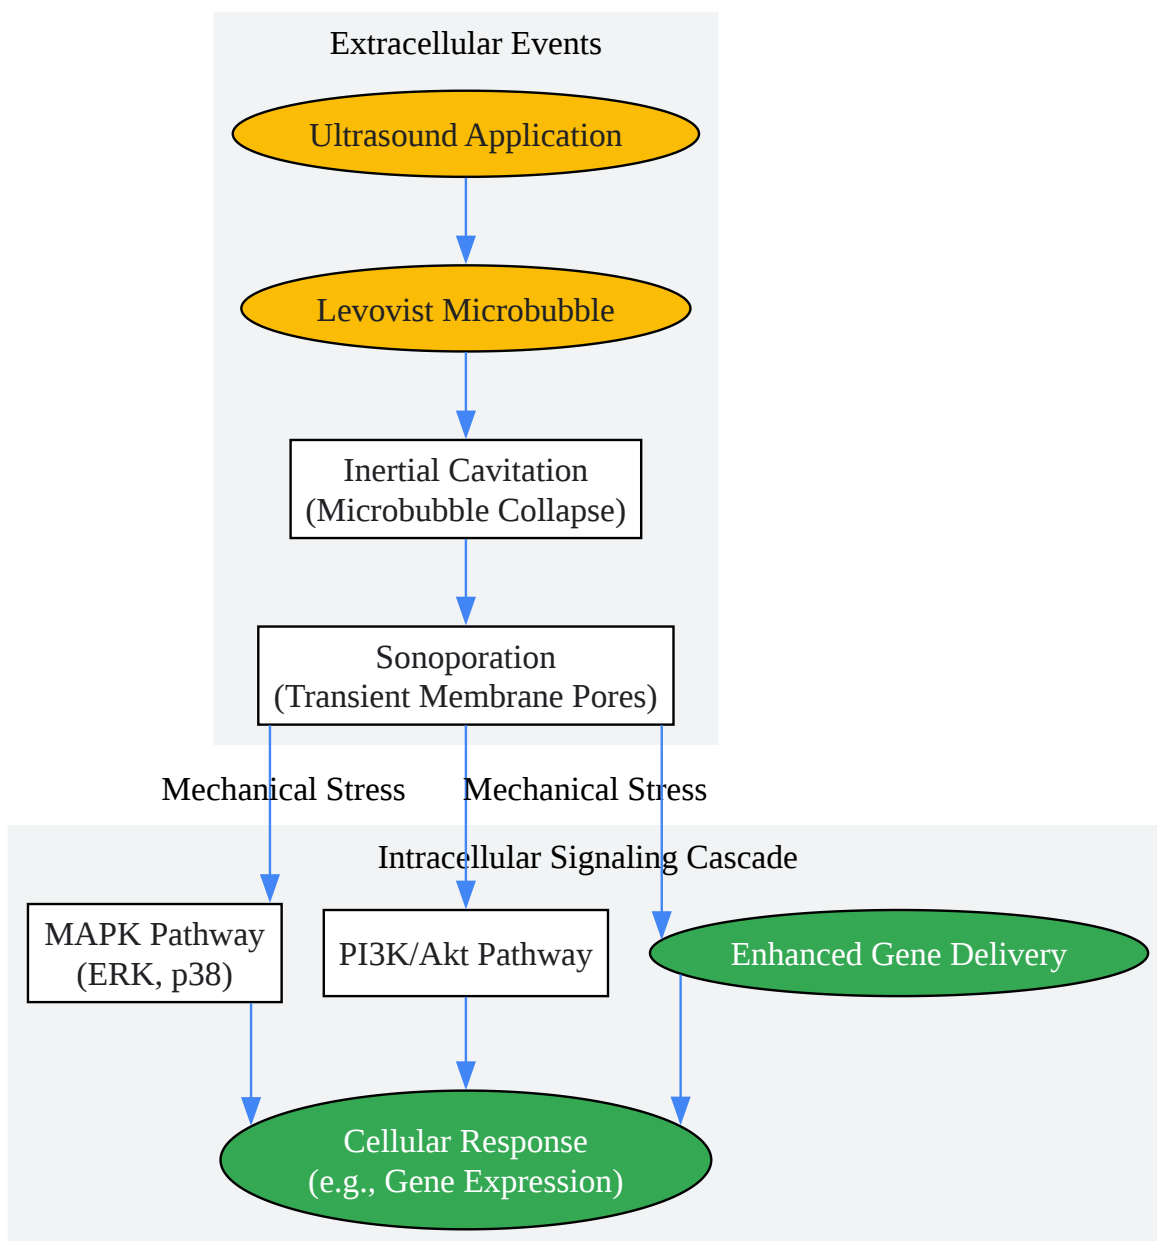 Extracellular Events
Ultrasound Application
Levovist Microbubble
Inertial Cavitation
(Microbubble Collapse)
Sonoporation
(Transient Membrane Pores)
Mechanical Stress
Mechanical Stress
Intracellular Signaling Cascade
MAPK Pathway
(ERK, p38)
PI3K/Akt Pathway
Enhanced Gene Delivery
Cellular Response
(e.g., Gene Expression)